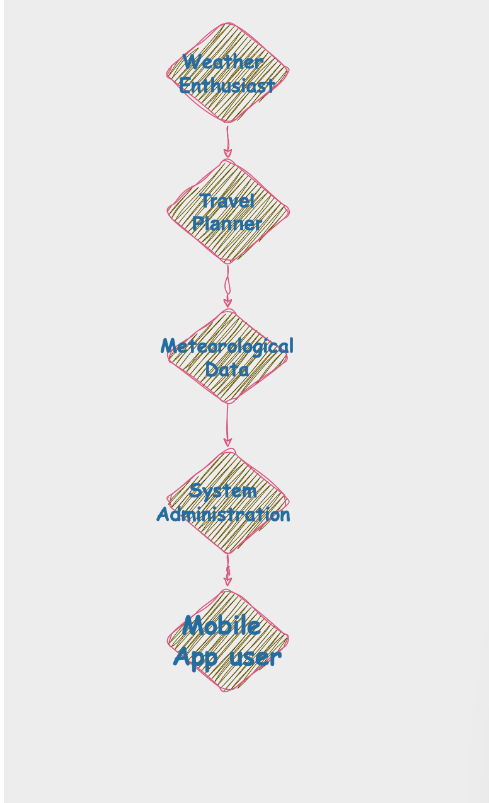 Weather
Enthusiast
Travel
Planner
Meteorological
Data
System
Administration
Mobile
App user